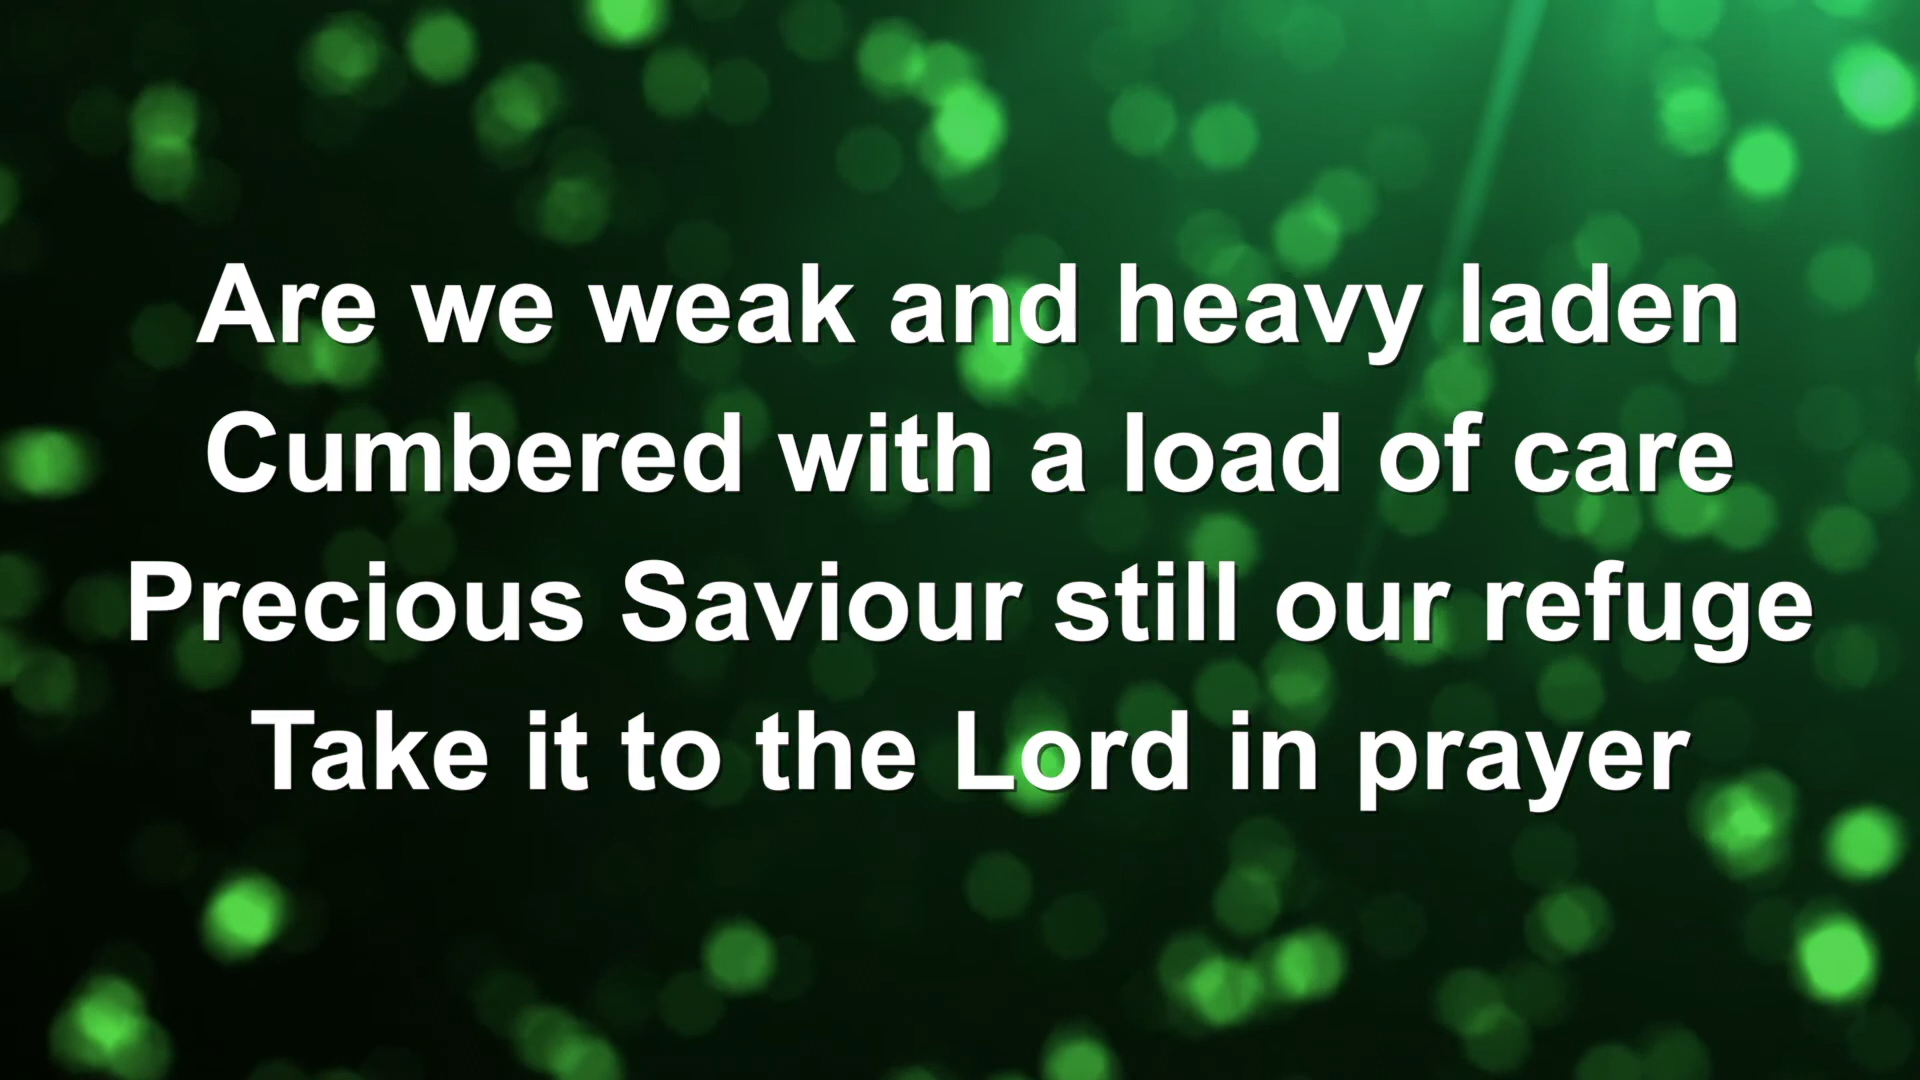 Are we weak and heavy laden
Cumbered with a load of care
Precious Saviour still our refuge
Take it to the Lord in prayer